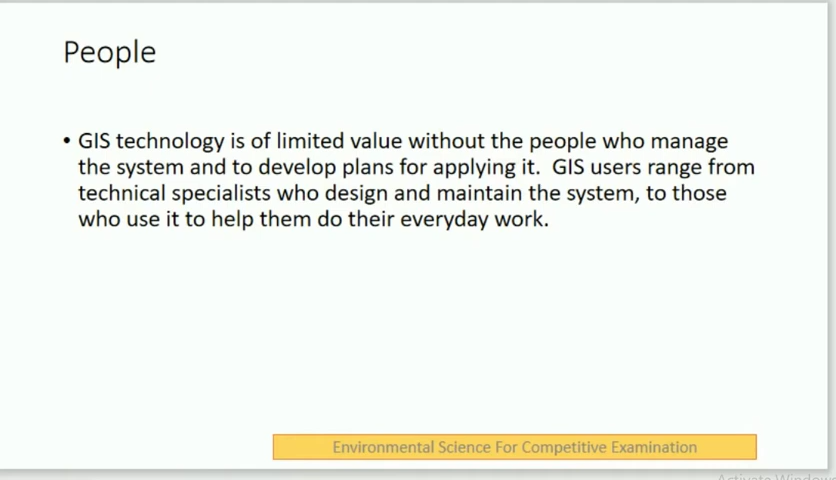 People
• GIS technology is of limited value without the people who manage
the system and to develop plans for applying it. GIS users range from
technical specialists who design and maintain the system, to those
who use it to help them do their everyday work.
Environmental Science For Competitive Examination